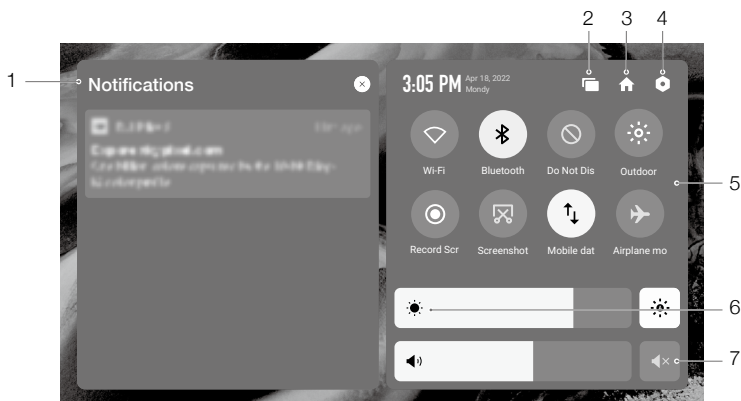 2 3 4
1 Notifications
3:05 PM Apr 18, 2022
Mondy
Wi-Fi Bluetooth Do Not Dis Outdoor
5
Record Scr Screenshot Mobile dat Airplane mo
6
7